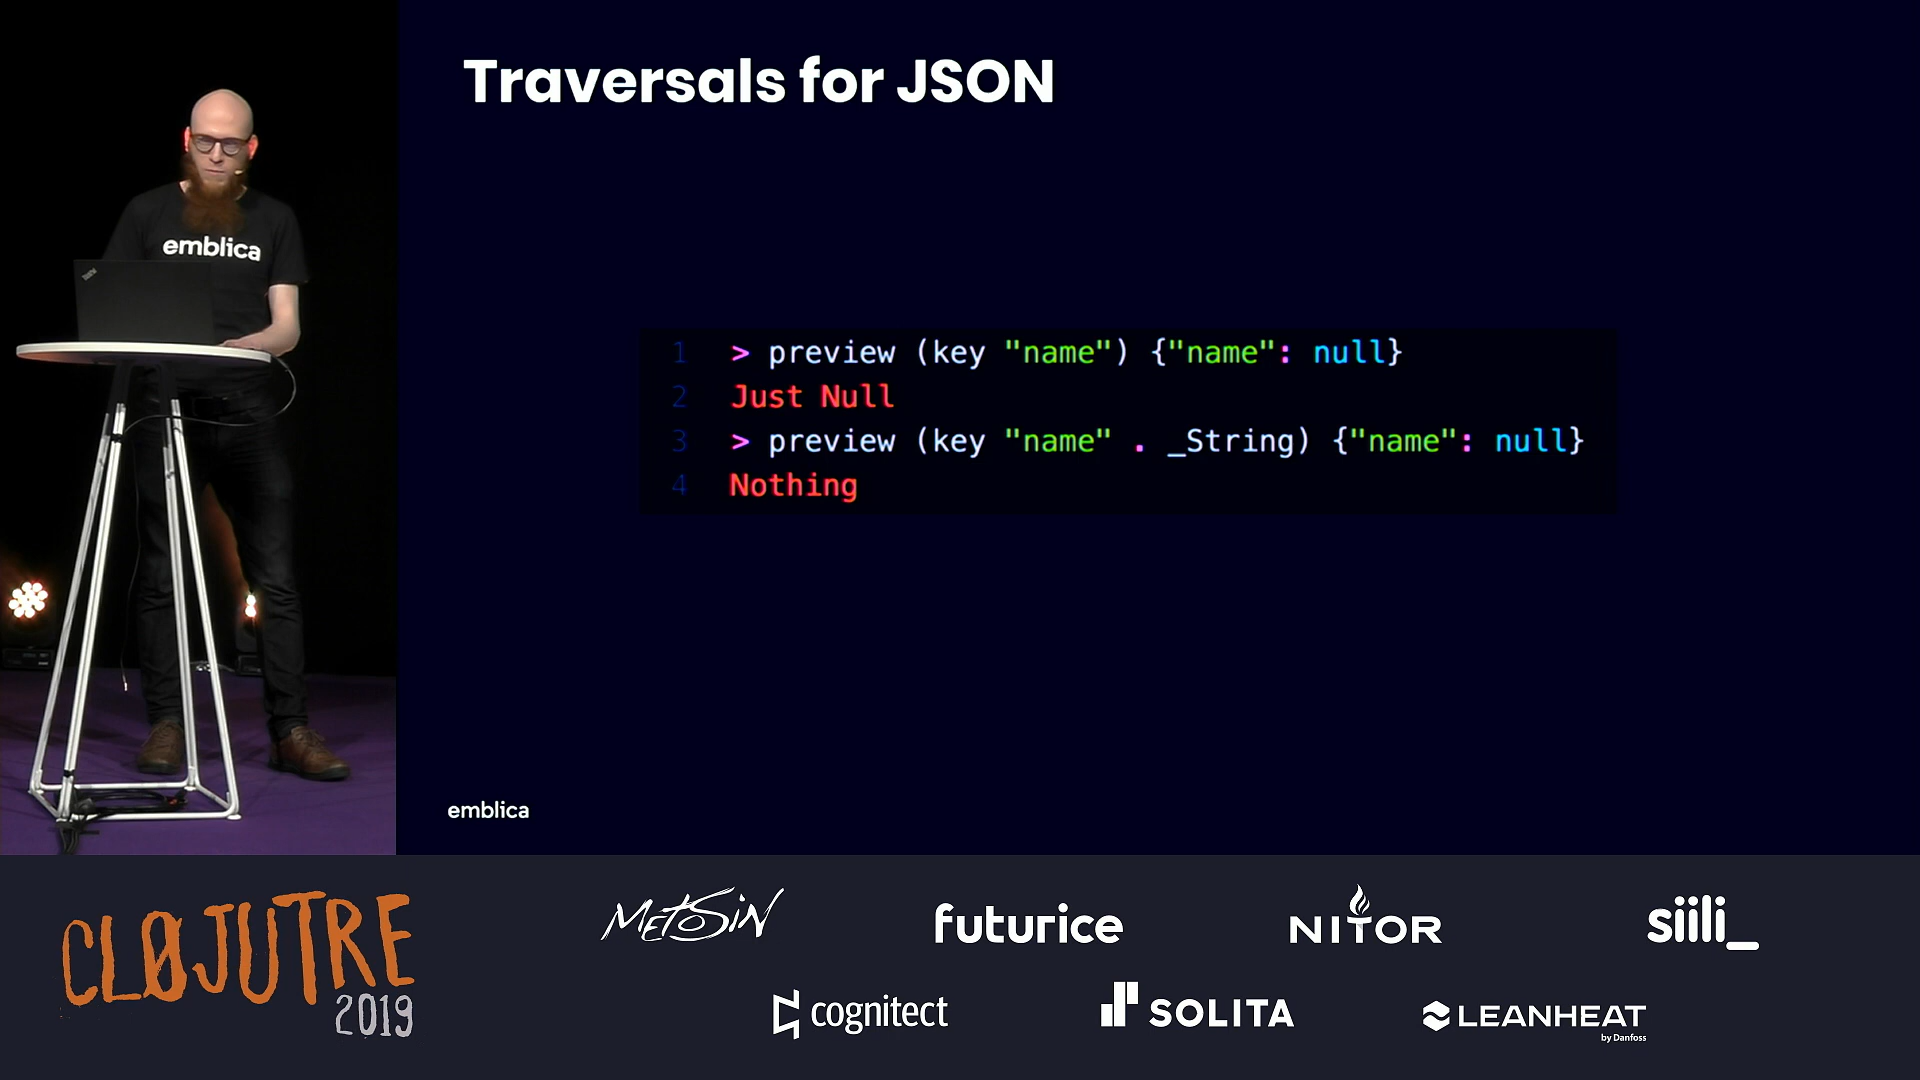 Traversals for JSON
emblica
1 > preview (key "name") {"name": null}
2 Just Null
3 > preview (key "name" . _String) {"name": null}
4 Nothing
emblica
CLØJUTRE
2019
METOSIN
futurice
NITOR
siili_
cognitect
SOLITA
LEANHEAT
by Danfoss